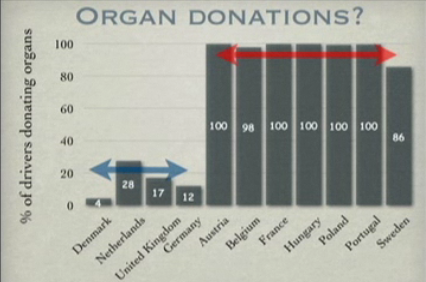 ORGAN DONATIONS?
% of drivers donating organs
100
80
60
40
20
0
4
28
17
12
100
98
100
100
100
100
86
Denmark
Netherlands
United Kingdom
Germany
Austria
Belgium
France
Hungary
Poland
Portugal
Sweden